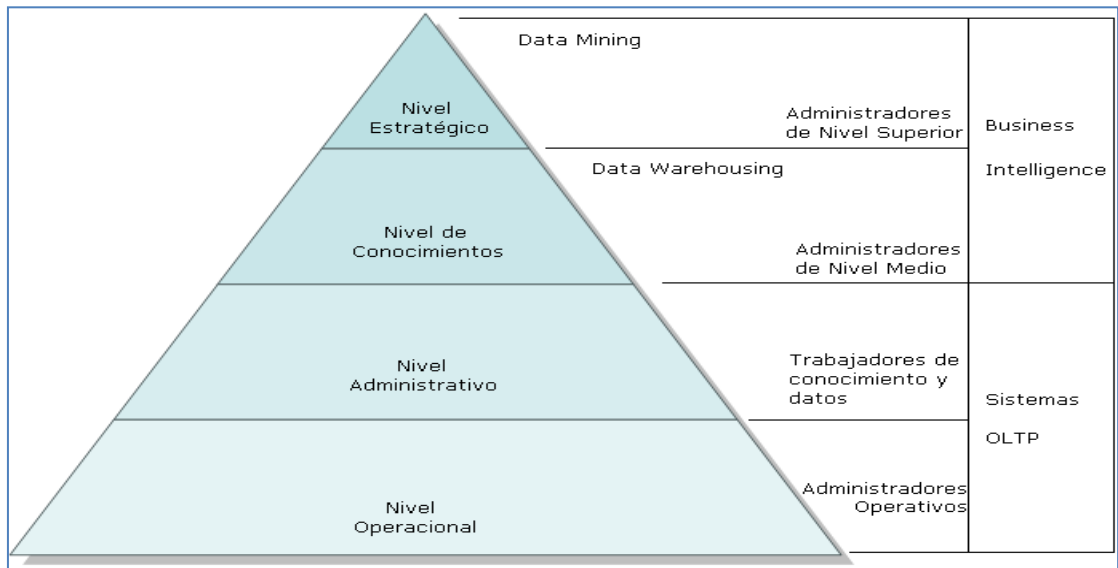 Data Mining
Nivel
Estratégico
Administradores
de Nivel Superior
Business
Intelligence
Data Warehousing
Nivel de
Conocimientos
Administradores
de Nivel Medio
Nivel
Administrativo
Trabajadores de
conocimiento y
datos
Sistemas
OLTP
Nivel
Operacional
Administradores
Operativos